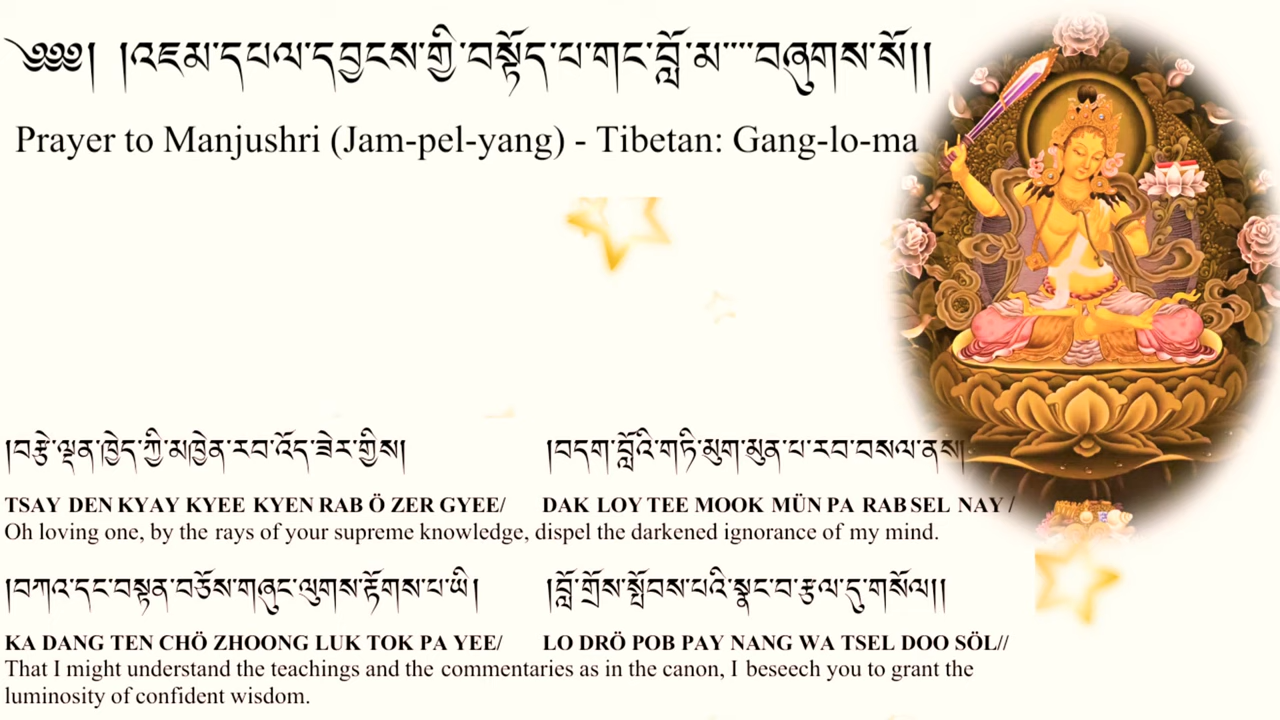 ༄༅༅༅། །འཇམ་དཔལ་དབྱངས་ཀྱི་བསྟོད་པ་གང་བློ་མ་་་་བཞུགས་སོ།།
Prayer to Manjushri (Jam-pel-yang) - Tibetan: Gang-lo-ma
།བརྩེ་ལྡན་ཁྱེད་ཀྱི་མཁྱེན་རབ་འོད་ཟེར་གྱིས། །བདག་བློའི་གཏི་མུག་མུན་པ་རབ་བསལ་ནས།
TSAY DEN KYAY KYEE KYEN RAB Ö ZER GYEE/ DAK LOY TEE MOOK MÜN PA RAB SEL NAY /
Oh loving one, by the rays of your supreme knowledge, dispel the darkened ignorance of my mind.
།བཀའ་དང་བསྟན་བཅོས་གཞུང་ལུགས་རྟོགས་པ་ཡི། །བློ་གྲོས་སྤོབས་པའི་སྣང་བ་རྩལ་དུ་གསོལ།།
KA DANG TEN CHÖ ZHOONG LUK TOK PA YEE/ LO DRÖ POB PAY NANG WA TSEL DOO SÖL//
That I might understand the teachings and the commentaries as in the canon, I beseech you to grant the
luminosity of confident wisdom.